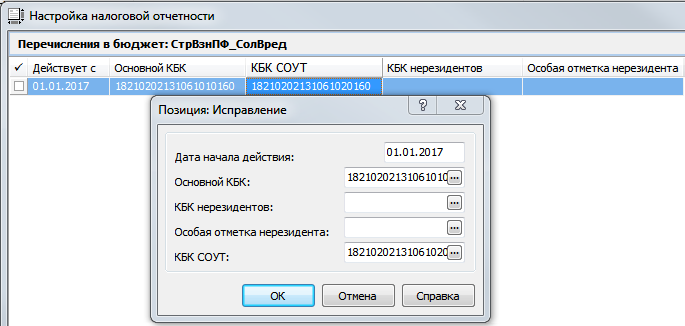 Настройка налоговой отчетности
Перечисления в бюджет: СтрВзнПФ_СолВред
✓ Действует с Основной КБК КБК СОУТ КБК нерезидентов Особая отметка нерезидента
01.01.2017 18210202131061010160 18210202131061020160
Позиция: Исправление
Дата начала действия: 01.01.2017
Основной КБК: 18210202131061010 ...
КБК нерезидентов: ...
Особая отметка нерезидента: ...
КБК СОУТ: 18210202131061020 ...
ОК Отмена Справка